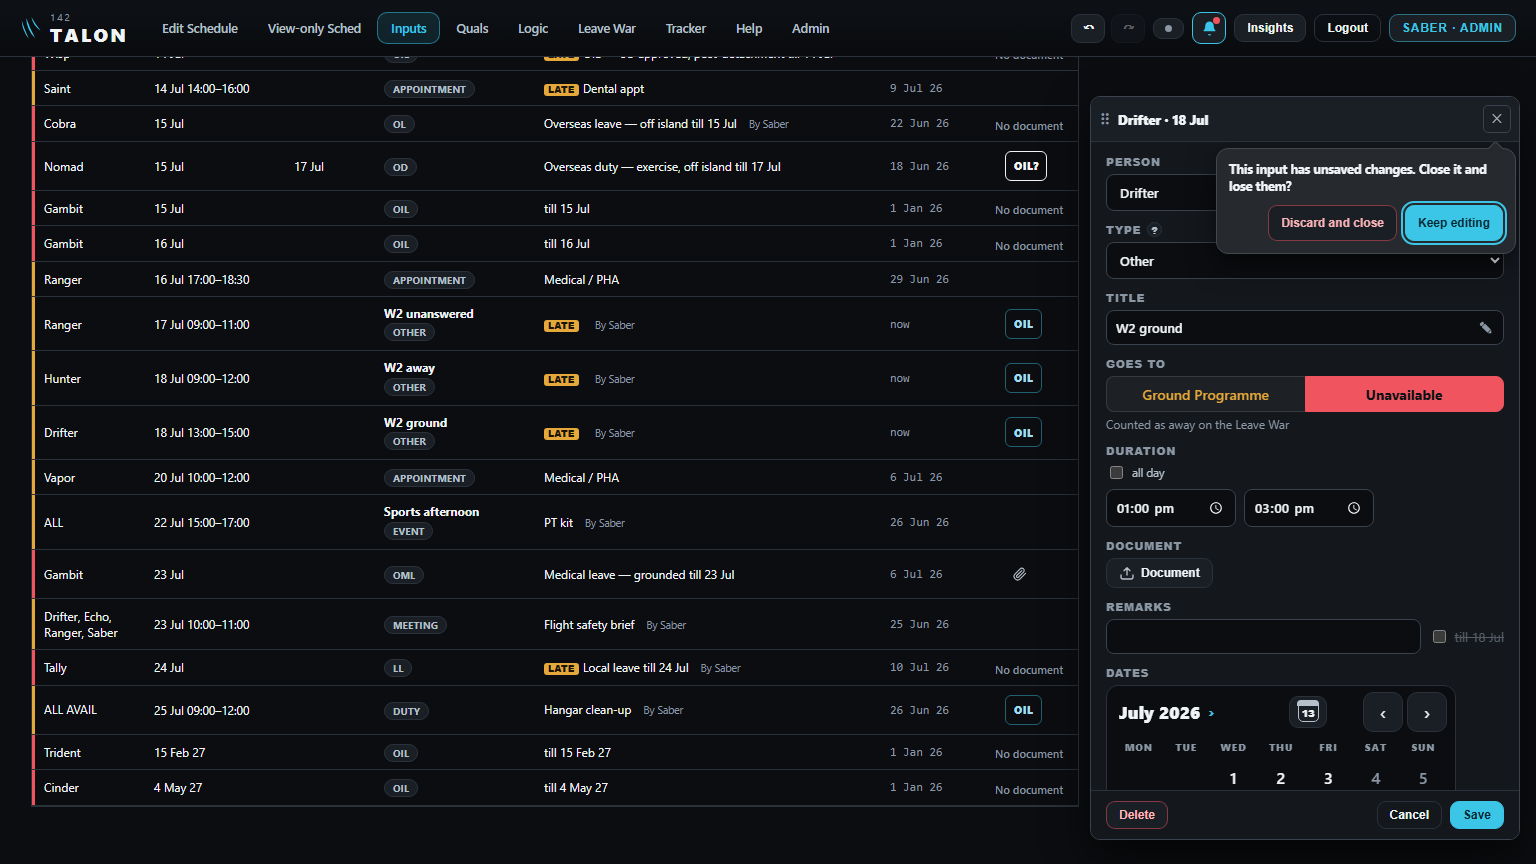 142
TALON
Edit Schedule
View-only Sched
Inputs
Quals
Logic
Leave War
Tracker
Help
Admin
Insights
Logout
SABER · ADMIN
No document
Saint 14 Jul 14:00–16:00 APPOINTMENT LATE Dental appt 9 Jul 26
Cobra 15 Jul OL Overseas leave — off island till 15 Jul By Saber 22 Jun 26 No document
Nomad 15 Jul 17 Jul OD Overseas duty — exercise, off island till 17 Jul 18 Jun 26 OIL?
Gambit 15 Jul OIL till 15 Jul 1 Jan 26 No document
Gambit 16 Jul OIL till 16 Jul 1 Jan 26 No document
Ranger 16 Jul 17:00–18:30 APPOINTMENT Medical / PHA 29 Jun 26
W2 unanswered
Ranger 17 Jul 09:00–11:00 OTHER LATE By Saber now OIL
W2 away
Hunter 18 Jul 09:00–12:00 OTHER LATE By Saber now OIL
W2 ground
Drifter 18 Jul 13:00–15:00 OTHER LATE By Saber now OIL
Vapor 20 Jul 10:00–12:00 APPOINTMENT Medical / PHA 6 Jul 26
Sports afternoon
ALL 22 Jul 15:00–17:00 EVENT PT kit By Saber 26 Jun 26
Gambit 23 Jul OML Medical leave — grounded till 23 Jul 6 Jul 26
Drifter, Echo,
Ranger, Saber 23 Jul 10:00–11:00 MEETING Flight safety brief By Saber 25 Jun 26
Tally 24 Jul LL LATE Local leave till 24 Jul By Saber 10 Jul 26 No document
ALL AVAIL 25 Jul 09:00–12:00 DUTY Hangar clean-up By Saber 26 Jun 26 OIL
Trident 15 Feb 27 OIL till 15 Feb 27 1 Jan 26 No document
Cinder 4 May 27 OIL till 4 May 27 1 Jan 26 No document
Drifter · 18 Jul
PERSON
Drifter
This input has unsaved changes. Close it and
lose them?
Discard and close
Keep editing
TYPE ?
Other
TITLE
W2 ground
GOES TO
Ground Programme
Unavailable
Counted as away on the Leave War
DURATION
all day
01:00 pm
03:00 pm
DOCUMENT
Document
REMARKS
till 18 Jul
DATES
July 2026 ›
13
‹ ›
MON TUE WED THU FRI SAT SUN
1 2 3 4 5
Delete
Cancel
Save